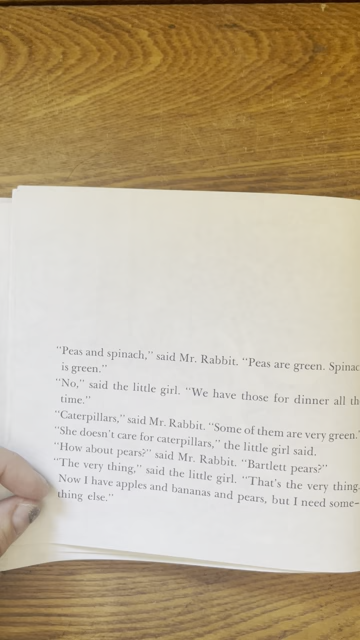 "Peas and spinach," said Mr. Rabbit. "Peas are green. Spinac
is green."
"No," said the little girl. "We have those for dinner all th
time."
"Caterpillars," said Mr. Rabbit. "Some of them are very green."
"She doesn't care for caterpillars," the little girl said.
"How about pears?" said Mr. Rabbit. "Bartlett pears?"
"The very thing," said the little girl. "That's the very thing.
Now I have apples and bananas and pears, but I need some-
thing else."